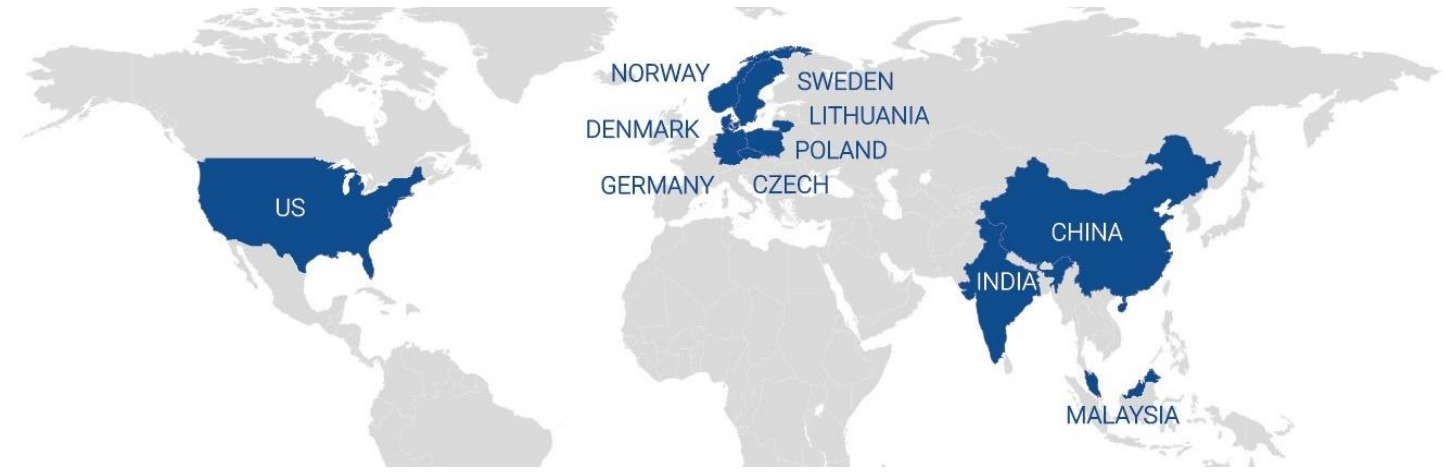 NORWAY
SWEDEN
LITHUANIA
DENMARK
POLAND
GERMANY
CZECH
US
CHINA
INDIA
MALAYSIA